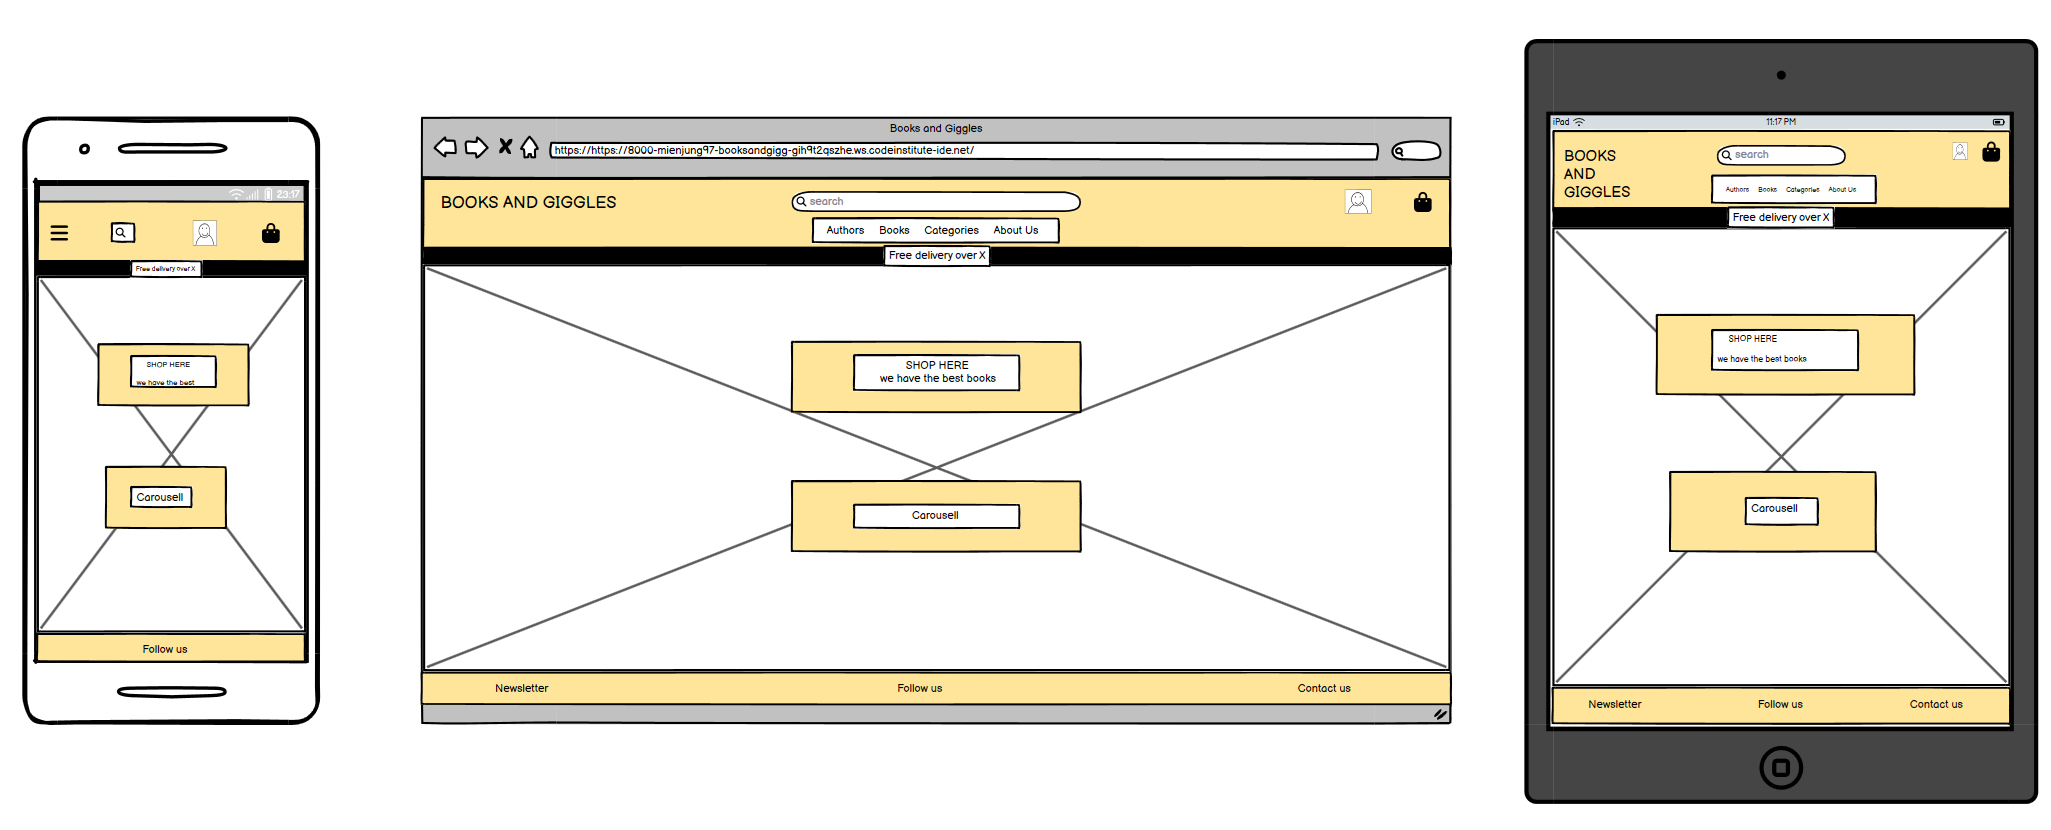 23:17
Free delivery over X
SHOP HERE
we have the best
Carousell
Follow us
Books and Giggles
https://https://8000-mienjung97-booksandgigg-gih9t2qszhe.ws.codeinstitute-ide.net/
BOOKS AND GIGGLES
search
Authors Books Categories About Us
Free delivery over X
SHOP HERE
we have the best books
Carousell
Newsletter Follow us Contact us
iPad 11:17 PM
BOOKS
AND
GIGGLES
search
Authors Books Categories About Us
Free delivery over X
SHOP HERE
we have the best books
Carousell
Newsletter Follow us Contact us